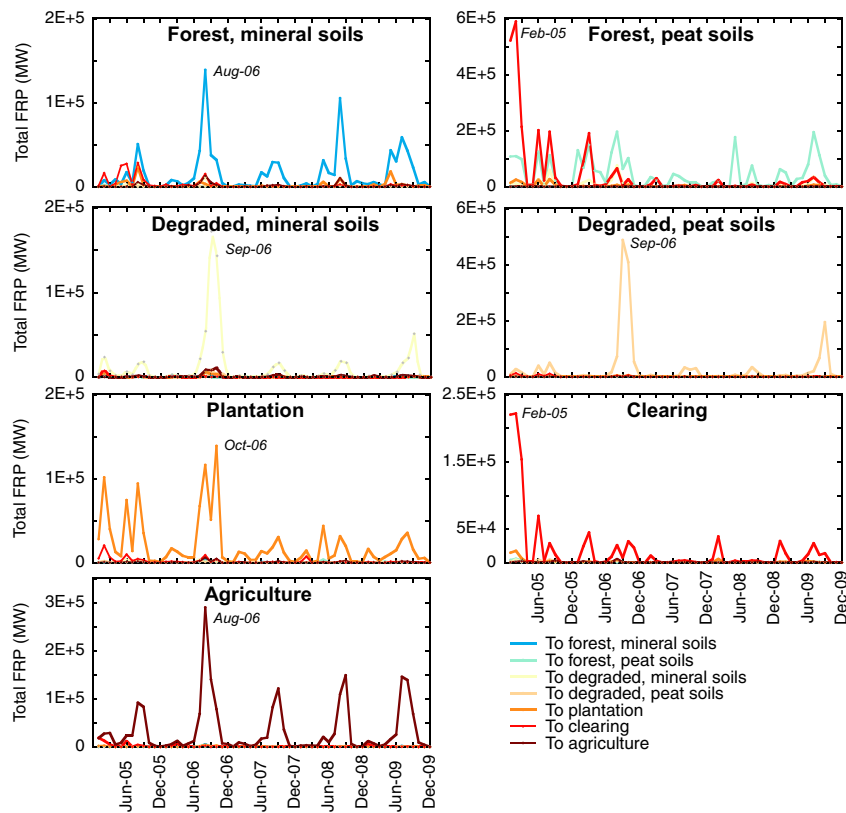 Forest, mineral soils
Aug-06
Total FRP (MW)
2E+5
1E+5
0
Forest, peat soils
Feb-05
6E+5
4E+5
2E+5
0
Degraded, mineral soils
Sep-06
Total FRP (MW)
2E+5
1E+5
0
Degraded, peat soils
Sep-06
6E+5
4E+5
2E+5
0
Plantation
Oct-06
Total FRP (MW)
2E+5
1E+5
0
Clearing
Feb-05
2.5E+5
1.5E+5
5E+4
0
Jun-05
Dec-05
Jun-06
Dec-06
Jun-07
Dec-07
Jun-08
Dec-08
Jun-09
Dec-09
Agriculture
Aug-06
Total FRP (MW)
3E+5
2E+5
1E+5
0
Jun-05
Dec-05
Jun-06
Dec-06
Jun-07
Dec-07
Jun-08
Dec-08
Jun-09
Dec-09
To forest, mineral soils
To forest, peat soils
To degraded, mineral soils
To degraded, peat soils
To plantation
To clearing
To agriculture